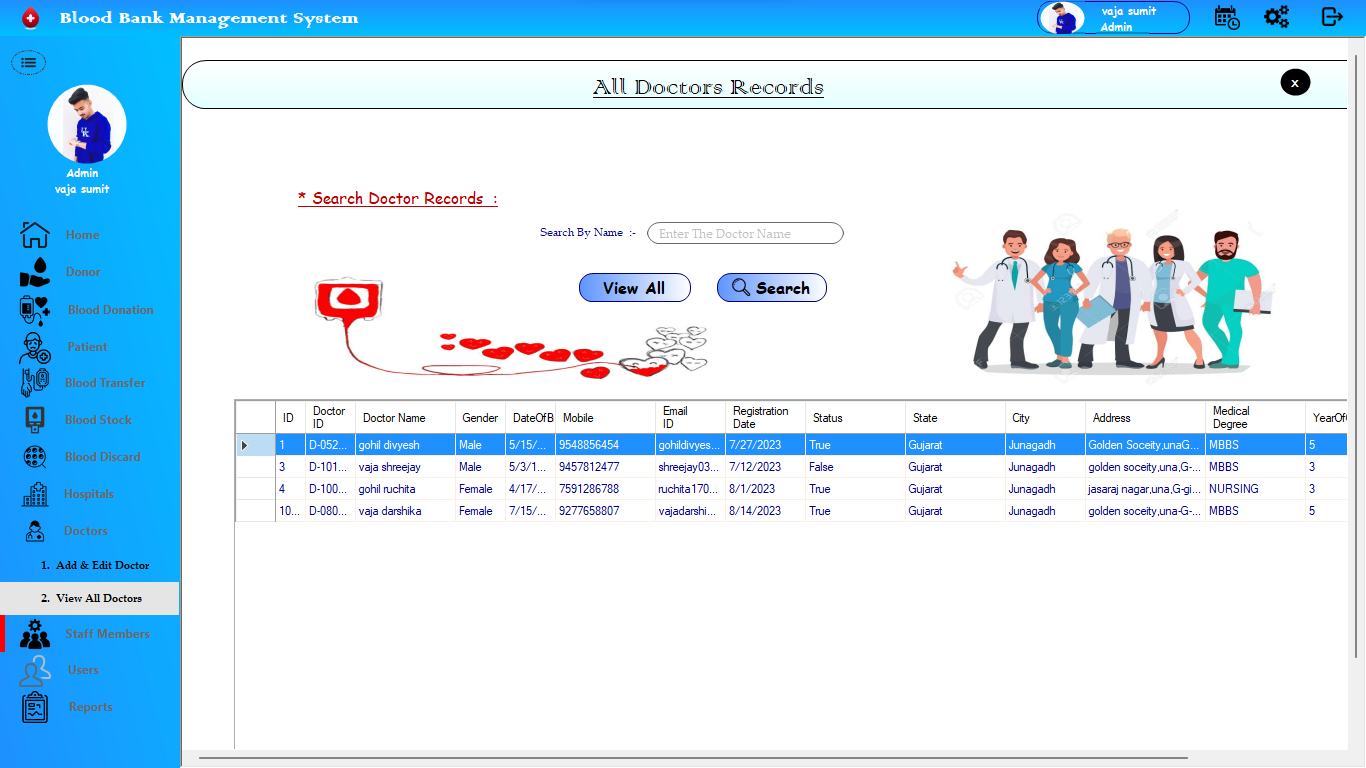 Blood Bank Management System
vaja sumit
Admin
All Doctors Records
x
Admin
vaja sumit
Home
Donor
Blood Donation
Patient
Blood Transfer
Blood Stock
Blood Discard
Hospitals
Doctors
1. Add & Edit Doctor
2. View All Doctors
Staff Members
Users
Reports
* Search Doctor Records :
Search By Name :- Enter The Doctor Name
View All Search
ID Doctor ID Doctor Name Gender DateOfB Mobile Email ID Registration Date Status State City Address Medical Degree YearOf
1 D-052... gohil divyesh Male 5/15/... 9548856454 gohildivyes... 7/27/2023 True Gujarat Junagadh Golden Soceity,unaG... MBBS 5
3 D-101... vaja shreejay Male 5/3/1... 9457812477 shreejay03... 7/12/2023 False Gujarat Junagadh golden soceity,una,G-... MBBS 3
4 D-100... gohil ruchita Female 4/17/... 7591286788 ruchita170... 8/1/2023 True Gujarat Junagadh jasaraj nagar,una,G-gi... NURSING 3
10... D-080... vaja darshika Female 7/15/... 9277658807 vajadarshi... 8/14/2023 True Gujarat Junagadh golden soceity,una-G-... MBBS 5